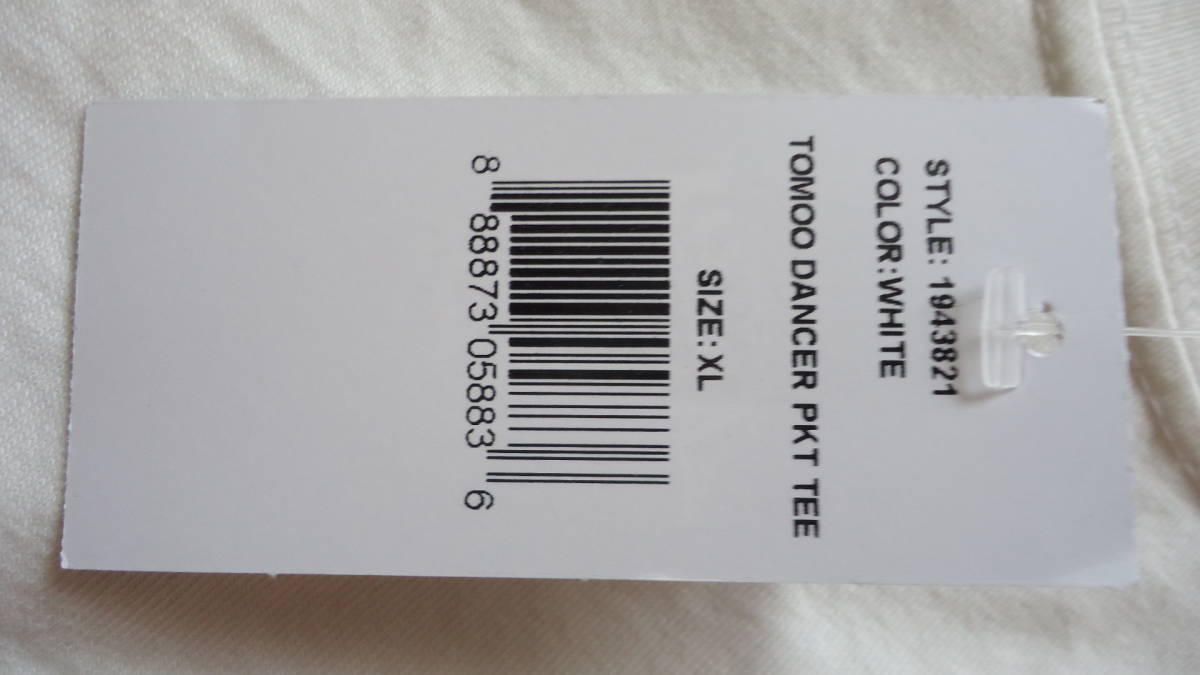 STYLE: 1943821
COLOR:WHITE
TOMOO DANCER PKT TEE
SIZE: XL
8 88873 05883 6